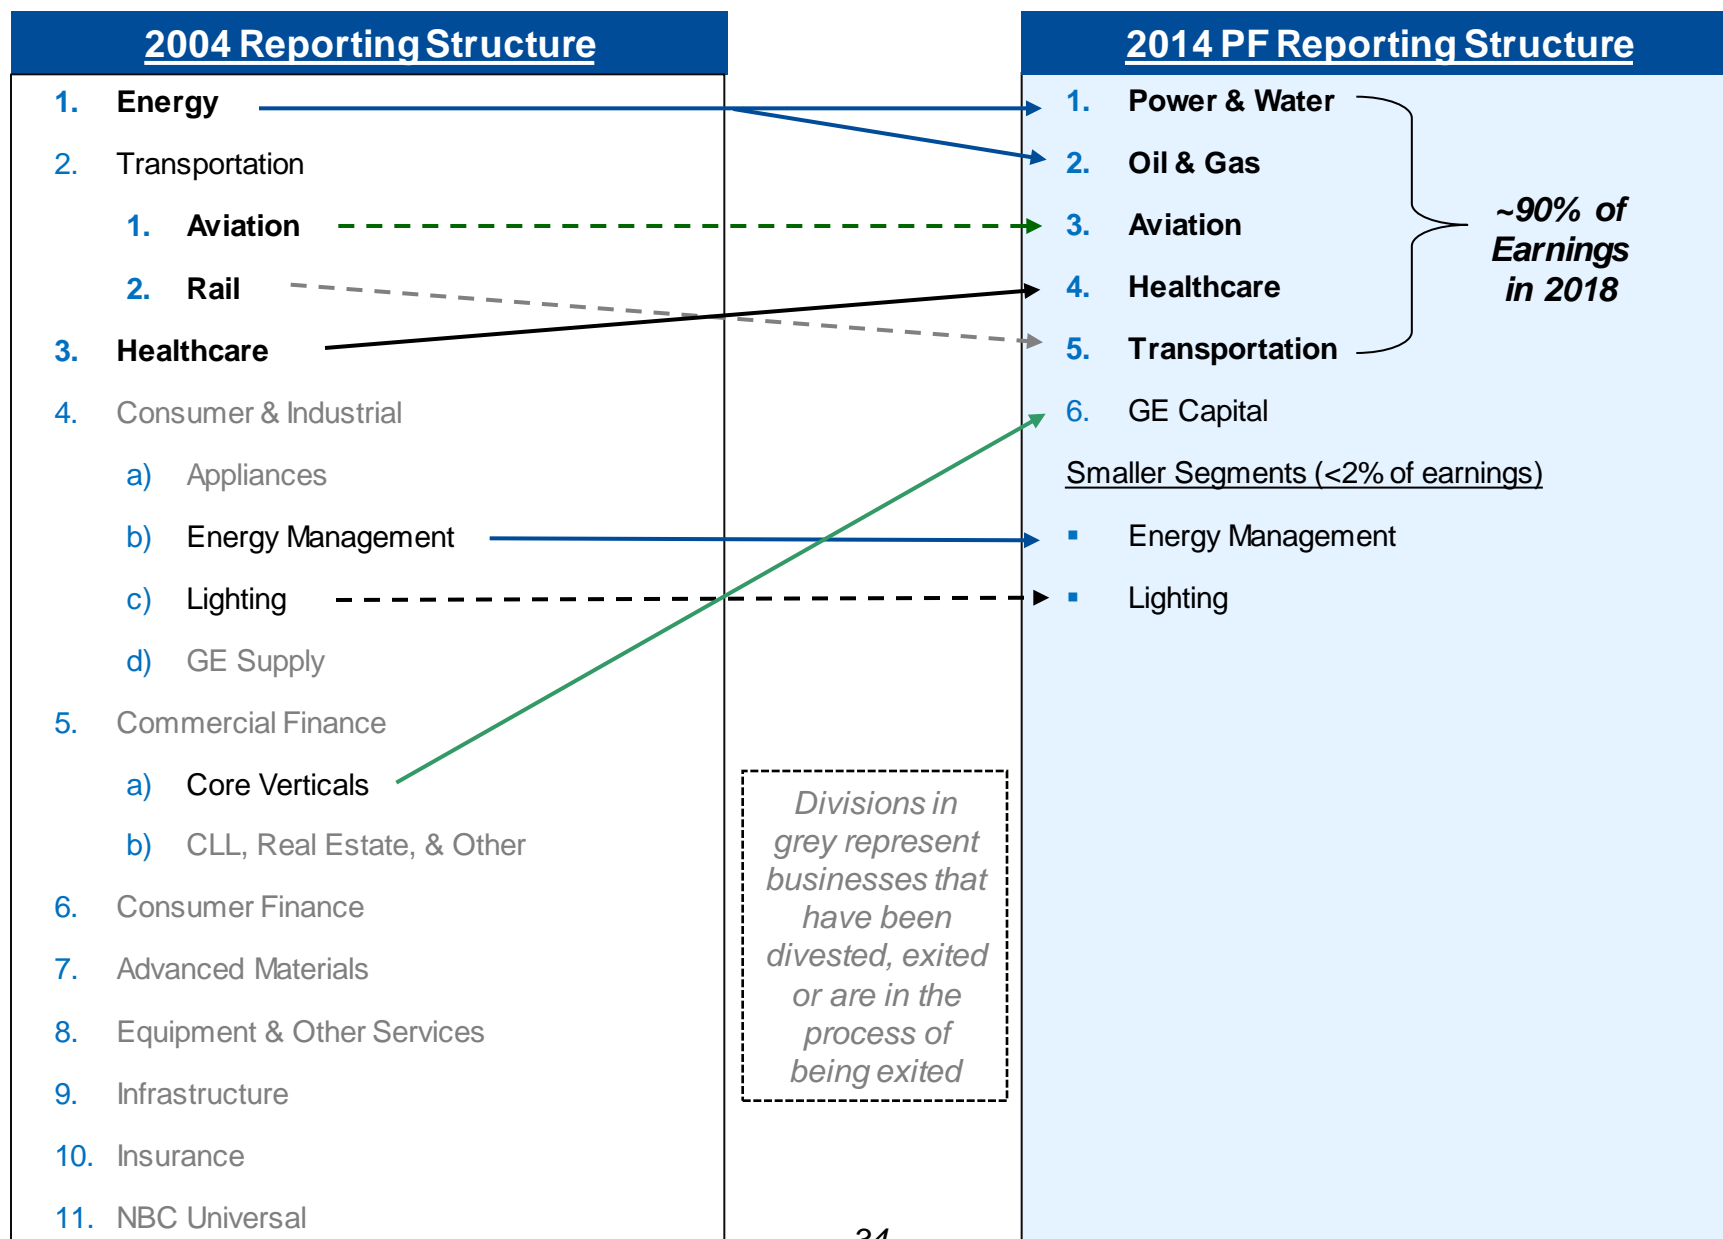 2004 Reporting Structure
1. Energy
2. Transportation
1. Aviation
2. Rail
3. Healthcare
4. Consumer & Industrial
a) Appliances
b) Energy Management
c) Lighting
d) GE Supply
5. Commercial Finance
a) Core Verticals
b) CLL, Real Estate, & Other
6. Consumer Finance
7. Advanced Materials
8. Equipment & Other Services
9. Infrastructure
10. Insurance
11. NBC Universal
Divisions in
grey represent
businesses that
have been
divested, exited
or are in the
process of
being exited
34
2014 PF Reporting Structure
1. Power & Water
2. Oil & Gas
3. Aviation
4. Healthcare
5. Transportation
~90% of
Earnings
in 2018
6. GE Capital
Smaller Segments (<2% of earnings)
▪ Energy Management
▪ Lighting